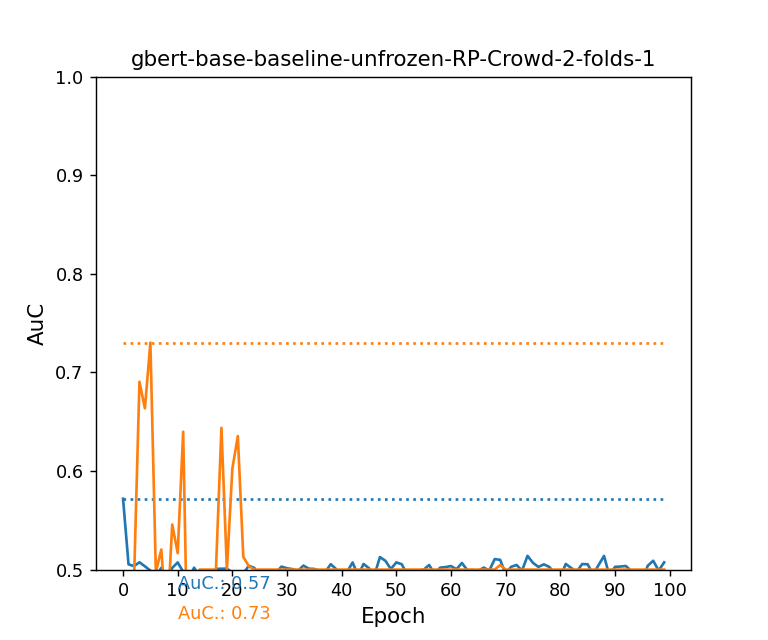 gbert-base-baseline-unfrozen-RP-Crowd-2-folds-1
1.0
0.9
0.8
0.7
0.6
0.5
AuC
0 10 20 30 40 50 60 70 80 90 100
AuC.: 0.57
AuC.: 0.73
Epoch